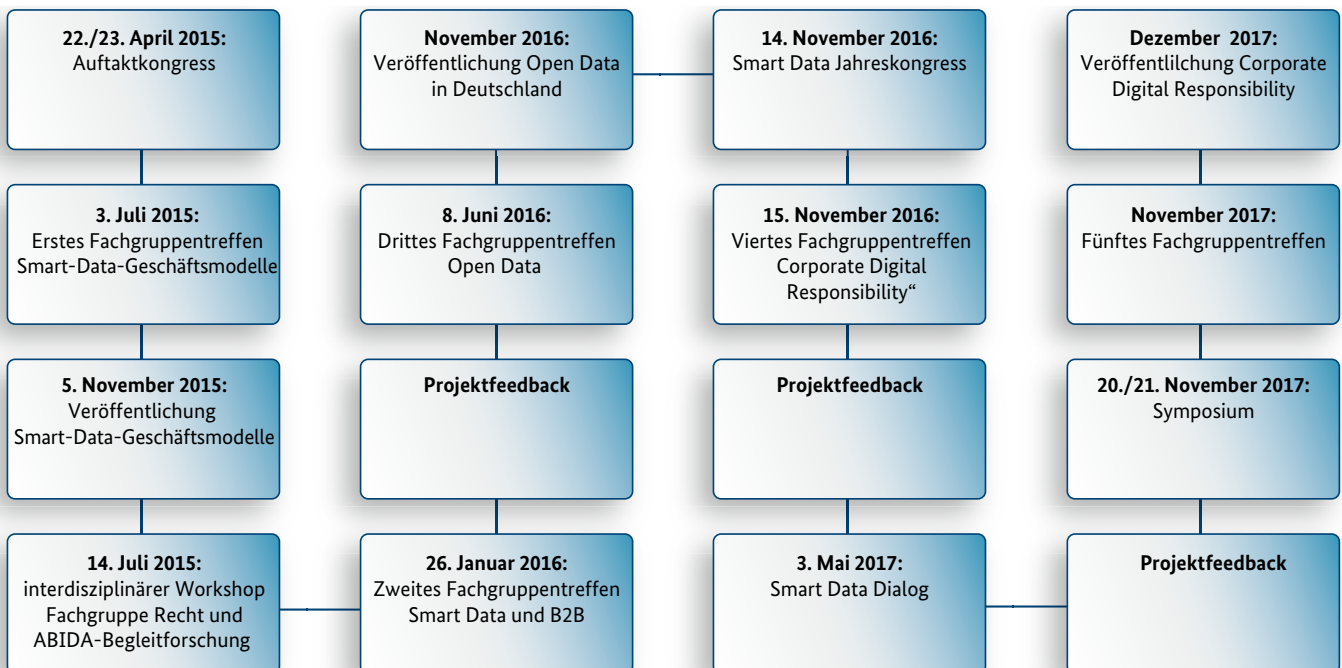 22./23. April 2015:
Auftaktkongress
3. Juli 2015:
Erstes Fachgruppentreffen
Smart-Data-Geschäftsmodelle
5. November 2015:
Veröffentlichung
Smart-Data-Geschäftsmodelle
14. Juli 2015:
interdisziplinärer Workshop
Fachgruppe Recht und
ABIDA-Begleitforschung
26. Januar 2016:
Zweites Fachgruppentreffen
Smart Data und B2B
Projektfeedback
8. Juni 2016:
Drittes Fachgruppentreffen
Open Data
November 2016:
Veröffentlichung Open Data
in Deutschland
14. November 2016:
Smart Data Jahreskongress
15. November 2016:
Viertes Fachgruppentreffen
Corporate Digital
Responsibility“
Projektfeedback
3. Mai 2017:
Smart Data Dialog
Projektfeedback
20./21. November 2017:
Symposium
November 2017:
Fünftes Fachgruppentreffen
Dezember 2017:
Veröffentlilchung Corporate
Digital Responsibility